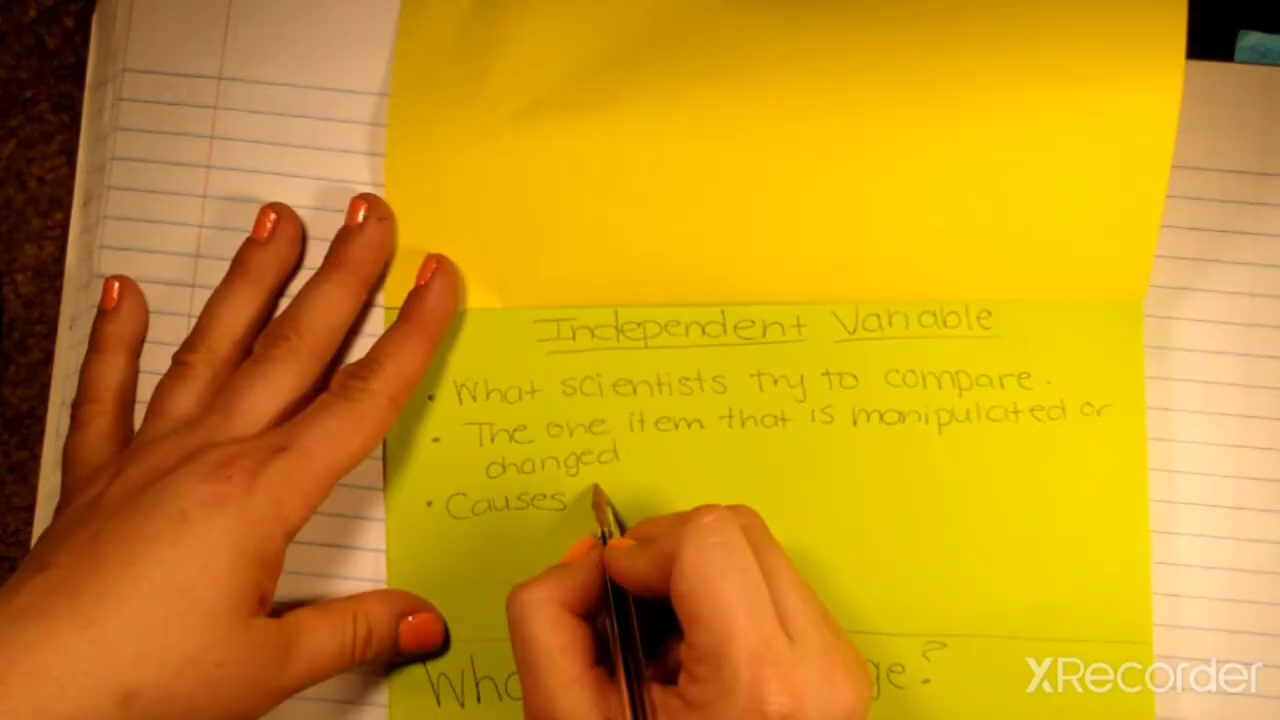 Independent Variable
• What scientists try to compare.
• The one item that is manipulated or
changed
• Causes
XRecorder